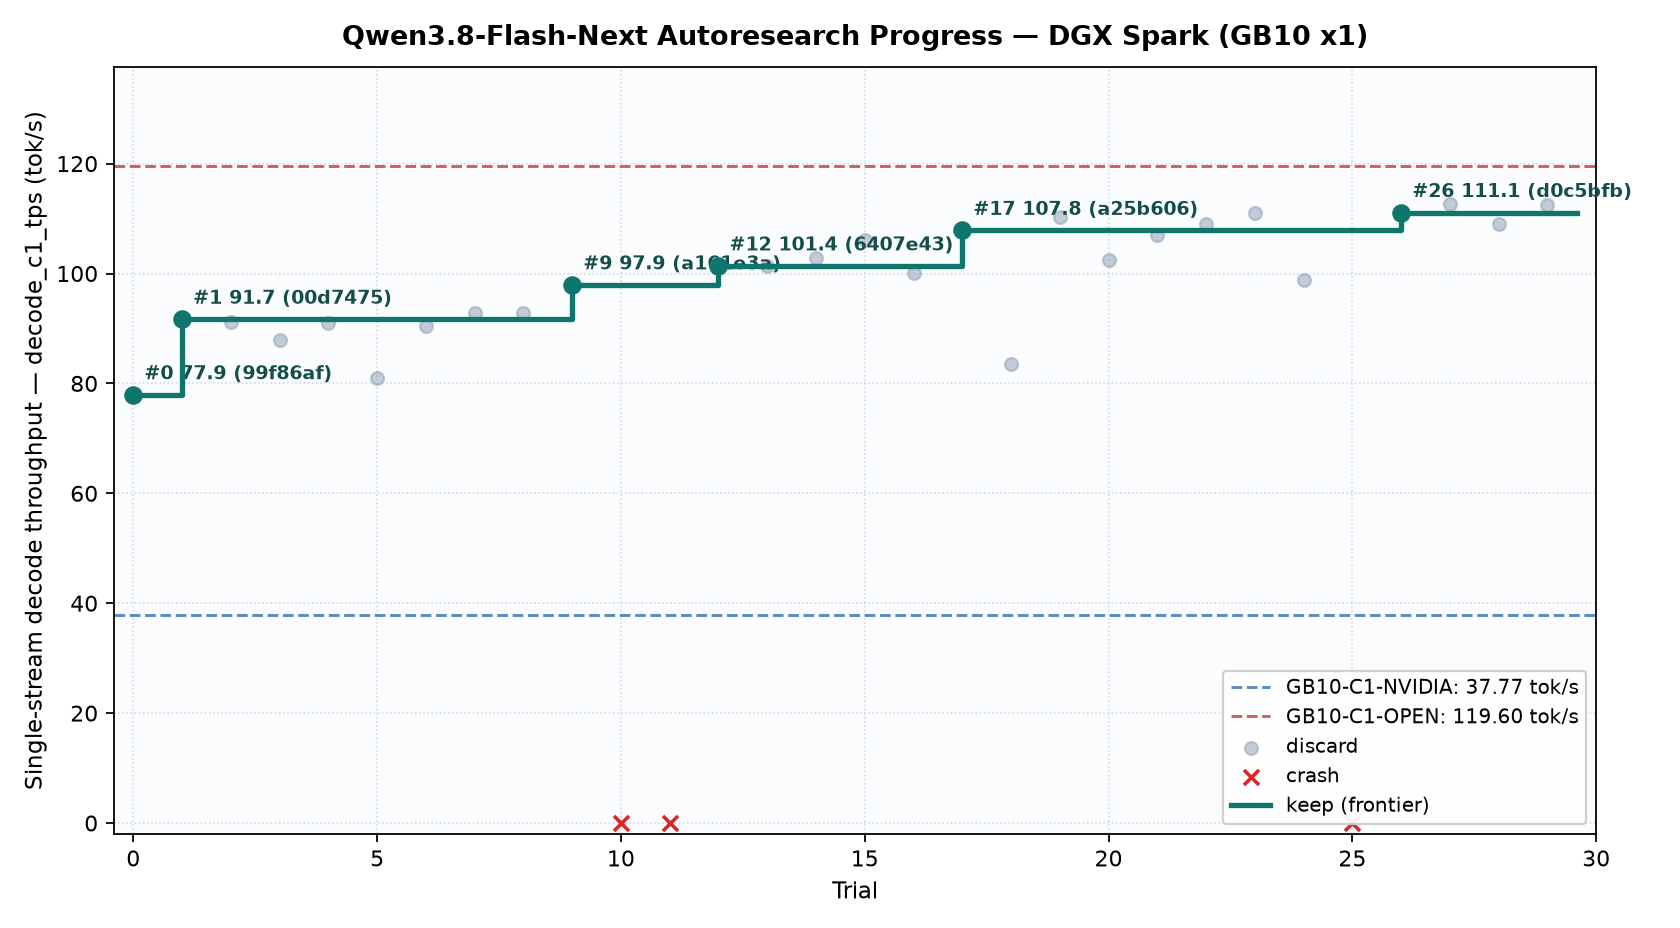 Qwen3.8-Flash-Next Autoresearch Progress — DGX Spark (GB10 x1)
Single-stream decode throughput — decode_c1_tps (tok/s)
120
100
80
60
40
20
0
#0 77.9 (99f86af)
#1 91.7 (00d7475)
#9 97.9
#12 101.4 (6407e43)
#17 107.8 (a25b606)
#26 111.1 (d0c5bfb)
GB10-C1-NVIDIA: 37.77 tok/s
GB10-C1-OPEN: 119.60 tok/s
discard
crash
keep (frontier)
0 5 10 15 20 25 30
Trial